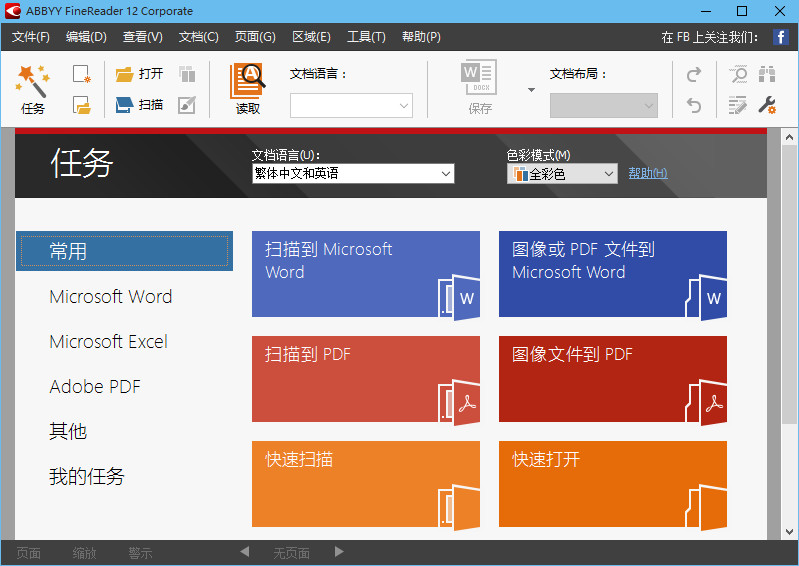 ABBYY FineReader 12 Corporate
文件(F) 编辑(D) 查看(V) 文档(C) 页面(G) 区域(E) 工具(T) 帮助(P) 在 FB 上关注我们: f
任务
打开
扫描
A
读取
文档语言：
W
DOCX
保存
文档布局：
任务
文档语言(U):
繁体中文和英语
色彩模式(M)
全彩色
帮助(H)
常用
Microsoft Word
Microsoft Excel
Adobe PDF
其他
我的任务
扫描到 Microsoft
Word
W
图像或 PDF 文件到
Microsoft Word
W
扫描到 PDF
图像文件到 PDF
快速扫描
快速打开
页面 缩放 警示 无页面